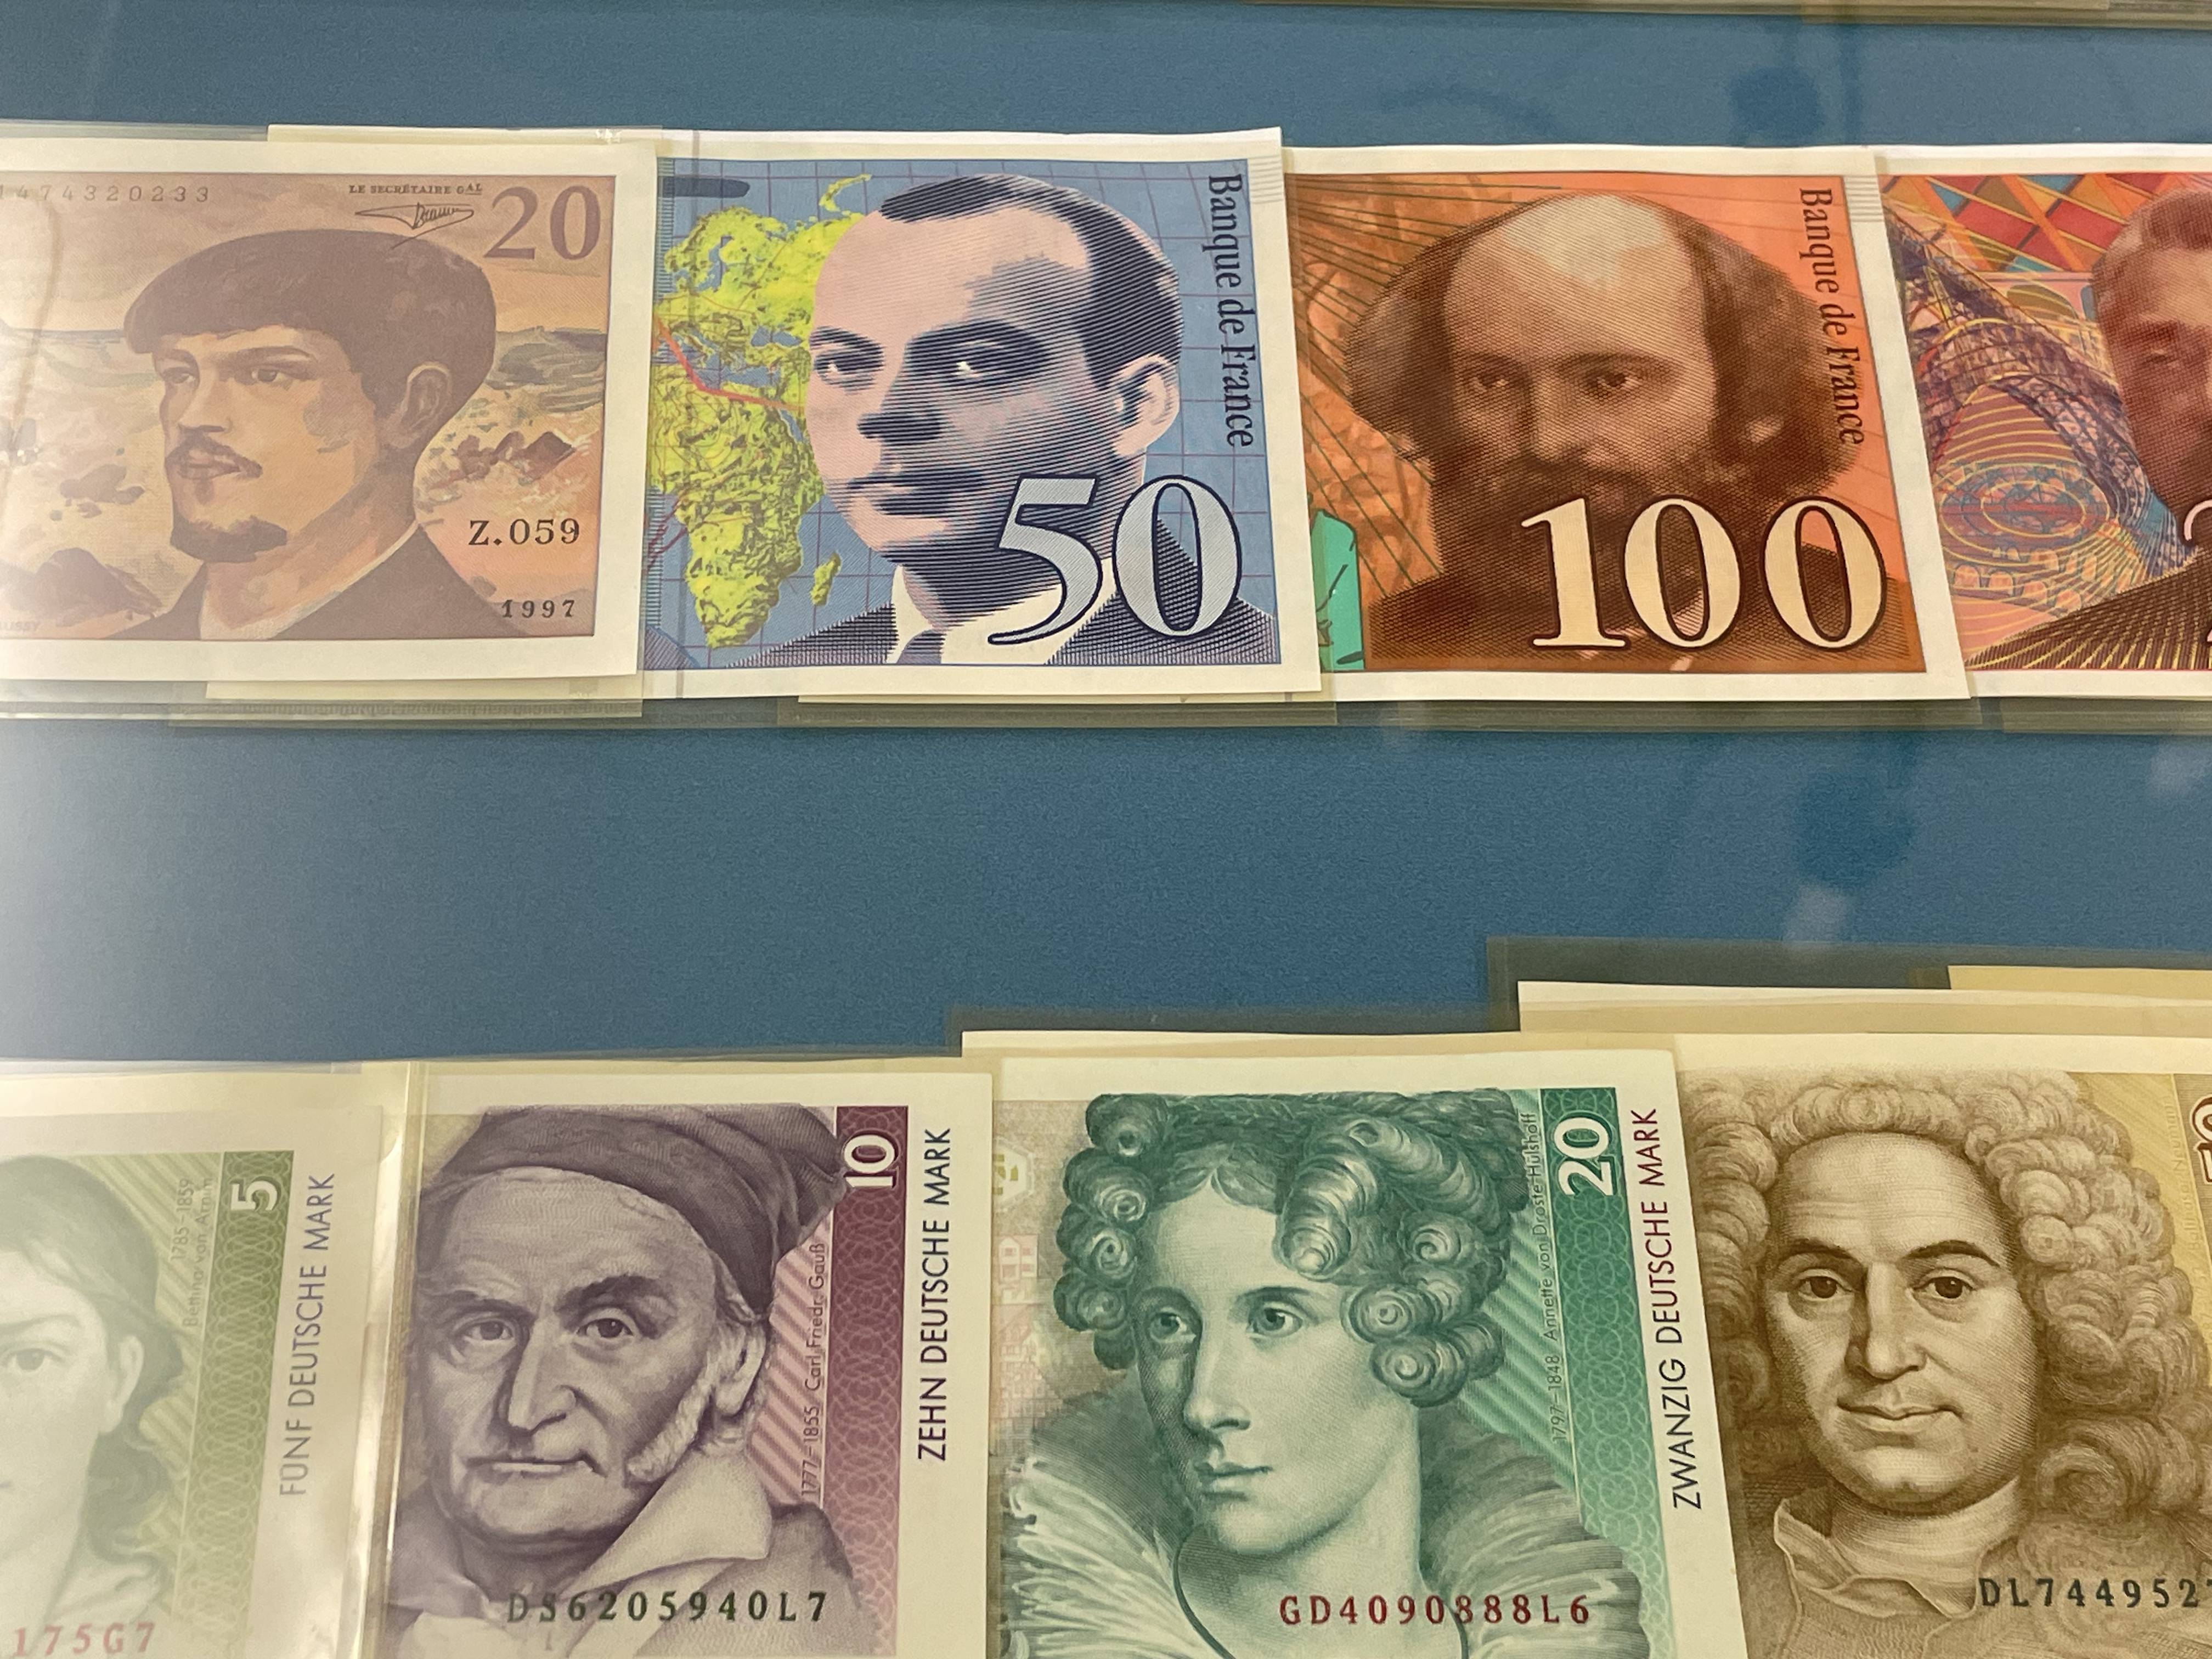 1474320233
LE SECRÉTAIRE GAL
20
Z.059
1997
Banque de France
50
Banque de France
100
5
1785-1859
Bettina von Arnim
FÜNF DEUTSCHE MARK
175G7
10
1777–1855 Carl Friedr. Gauß
ZEHN DEUTSCHE MARK
DS6205940L7
20
1797–1848 Annette von Droste-Hülshoff
ZWANZIG DEUTSCHE MARK
GD4090888L6
DL7449527